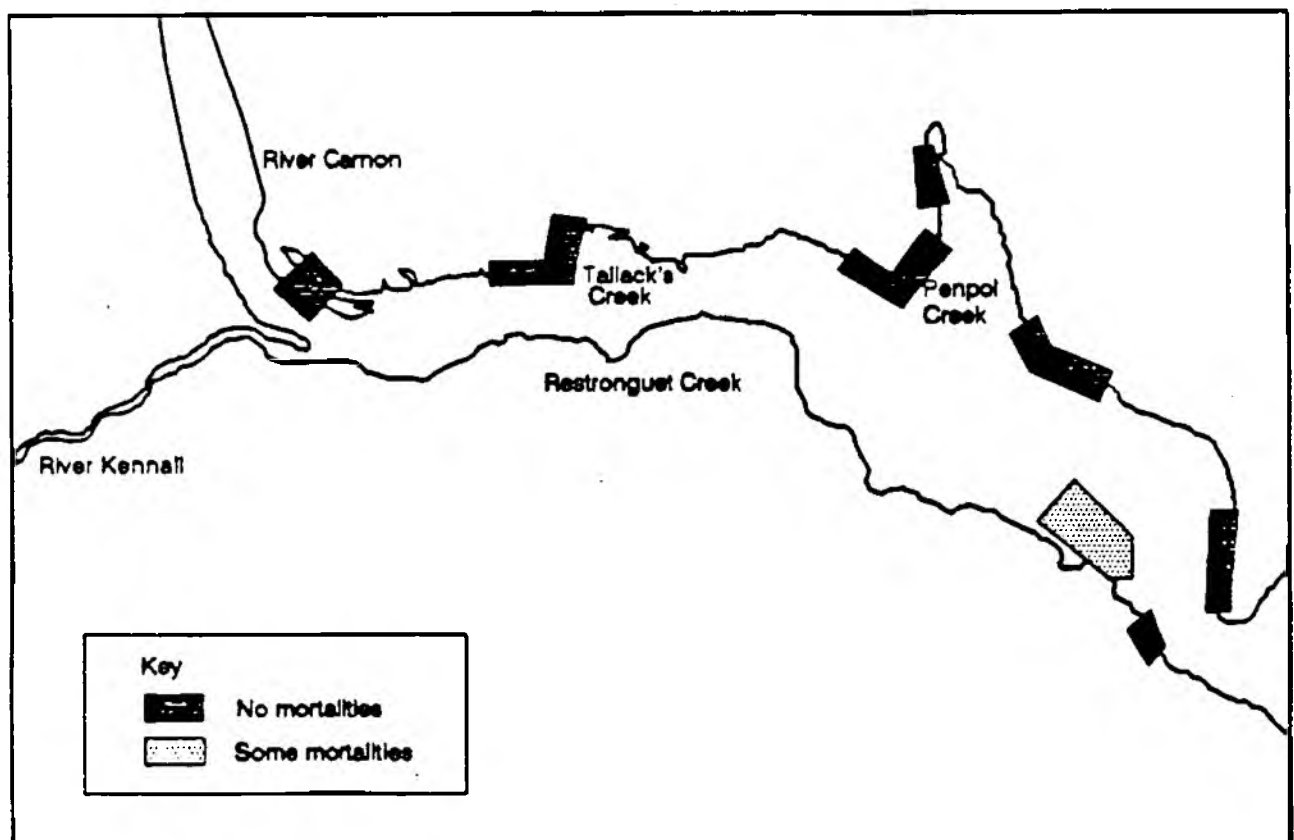 River Carnon
Tallack's
Creek
Penpol
Creek
Restronguet Creek
River Kennall
Key
No mortalities
Some mortalities